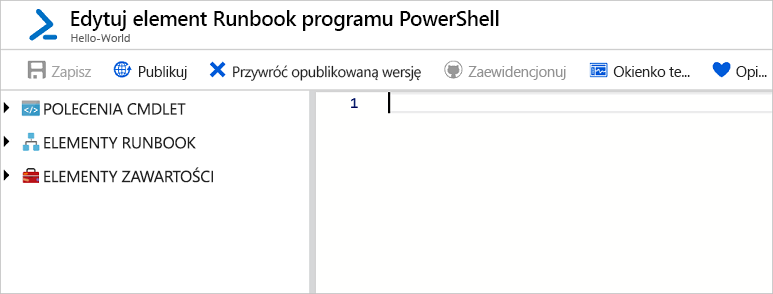 Edytuj element Runbook programu PowerShell
Hello-World
Zapisz Publikuj Przywróć opublikowaną wersję Zaewidencjonuj Okienko te... Opi...
POLECENIA CMDLET
ELEMENTY RUNBOOK
ELEMENTY ZAWARTOŚCI
1